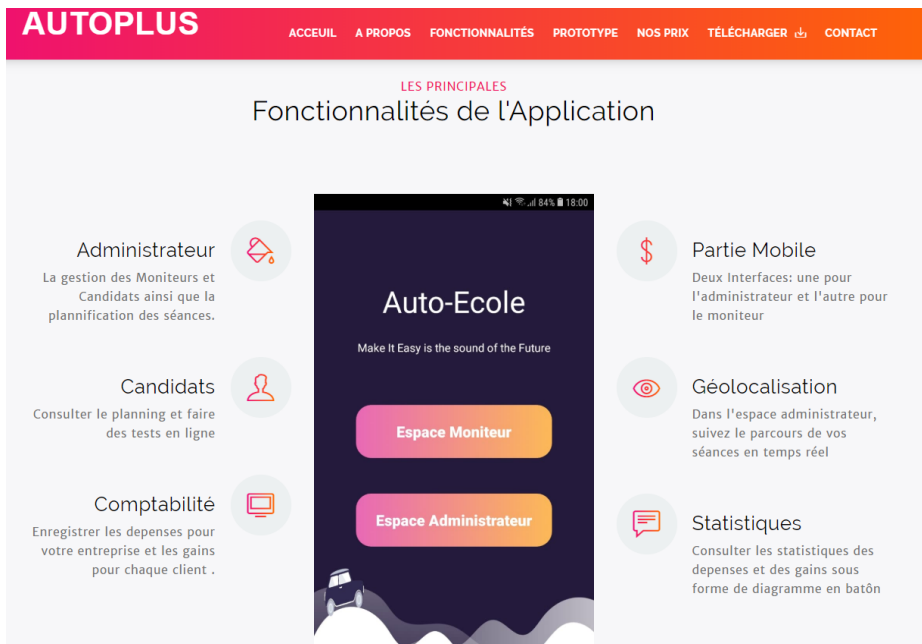 AUTOPLUS
ACCEUIL A PROPOS FONCTIONNALITÉS PROTOTYPE NOS PRIX TÉLÉCHARGER CONTACT
LES PRINCIPALES
Fonctionnalités de l'Application
Administrateur
La gestion des Moniteurs et
Candidats ainsi que la
plannification des séances.
Candidats
Consulter le planning et faire
des tests en ligne
Comptabilité
Enregistrer les depenses pour
votre entreprise et les gains
pour chaque client .
84% 18:00
Auto-Ecole
Make It Easy is the sound of the Future
Espace Moniteur
Espace Administrateur
Partie Mobile
Deux Interfaces: une pour
l'administrateur et l'autre pour
le moniteur
Géolocalisation
Dans l'espace administrateur,
suivez le parcours de vos
séances en temps réel
Statistiques
Consulter les statistiques des
depenses et des gains sous
forme de diagramme en batôn